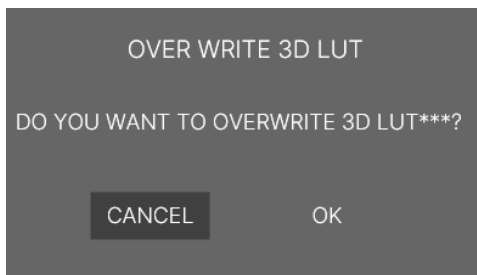 OVER WRITE 3D LUT
DO YOU WANT TO OVERWRITE 3D LUT***?
CANCEL OK